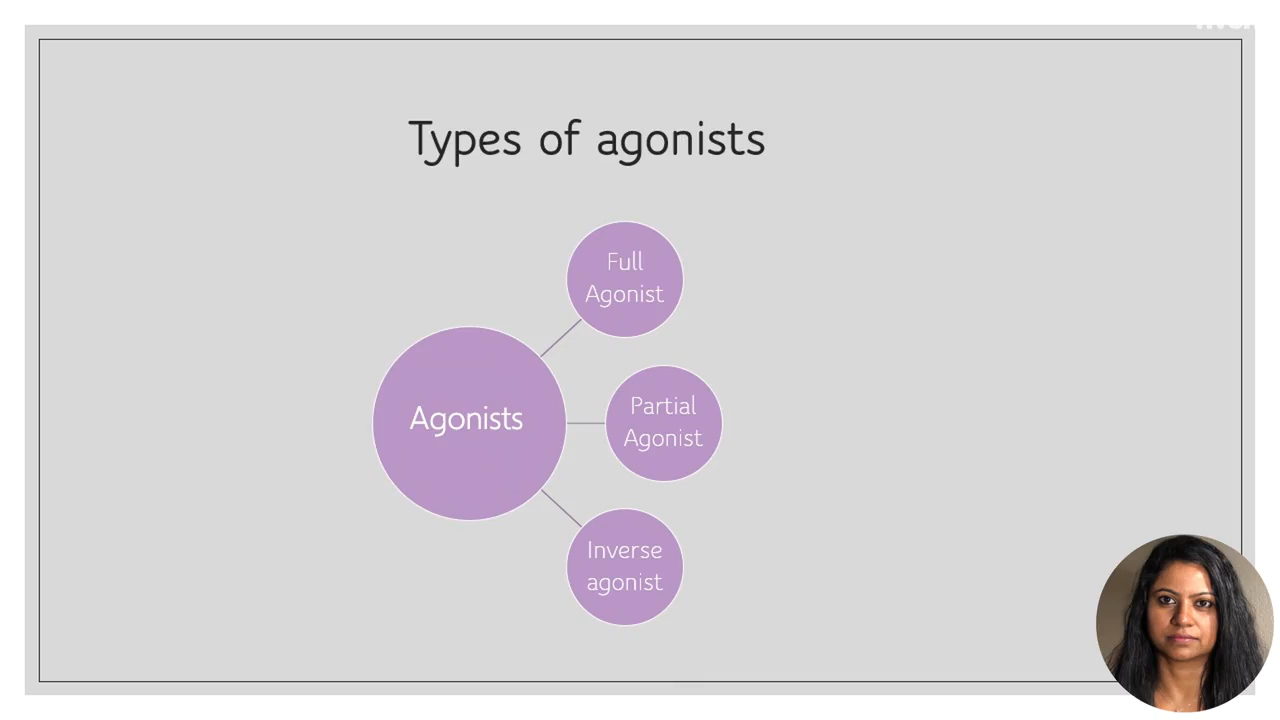 Types of agonists
Full
Agonist
Agonists
Partial
Agonist
Inverse
agonist